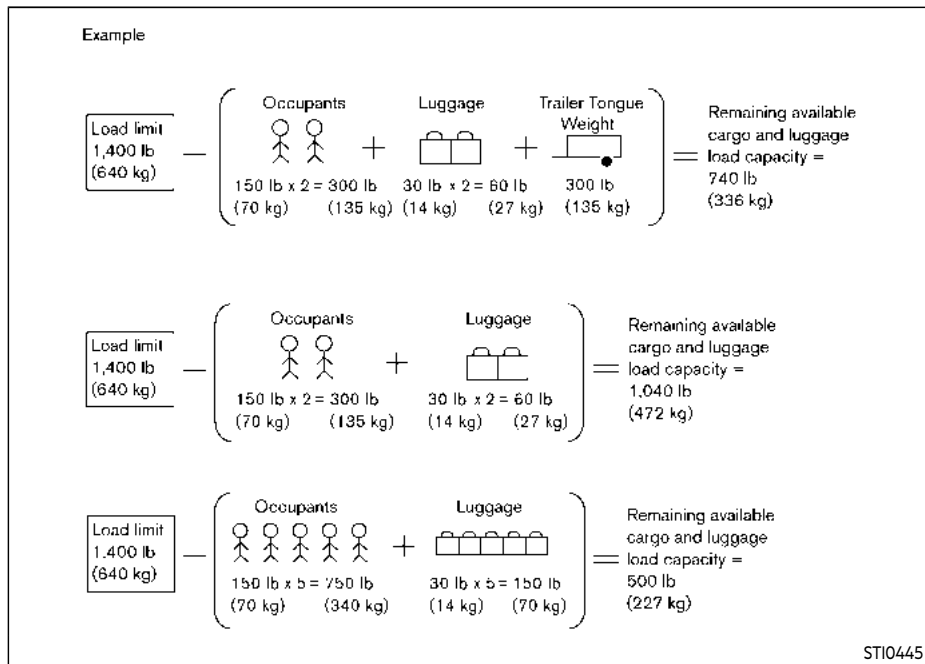 Example
Occupants Luggage Trailer Tongue
Weight
Load limit
1,400 lb
(640 kg)
—
+
+
=
150 lb x 2 = 300 lb 30 lb x 2 = 60 lb 300 lb
(70 kg) (135 kg) (14 kg) (27 kg) (135 kg)
Remaining available
cargo and luggage
load capacity =
740 lb
(336 kg)
Occupants Luggage
Load limit
1,400 lb
(640 kg)
—
+
=
150 lb x 2 = 300 lb 30 lb x 2 = 60 lb
(70 kg) (135 kg) (14 kg) (27 kg)
Remaining available
cargo and luggage
load capacity =
1,040 lb
(472 kg)
Occupants Luggage
Load limit
1,400 lb
(640 kg)
—
+
=
150 lb x 5 = 750 lb 30 lb x 5 = 150 lb
(70 kg) (340 kg) (14 kg) (70 kg)
Remaining available
cargo and luggage
load capacity =
500 lb
(227 kg)
STI0445